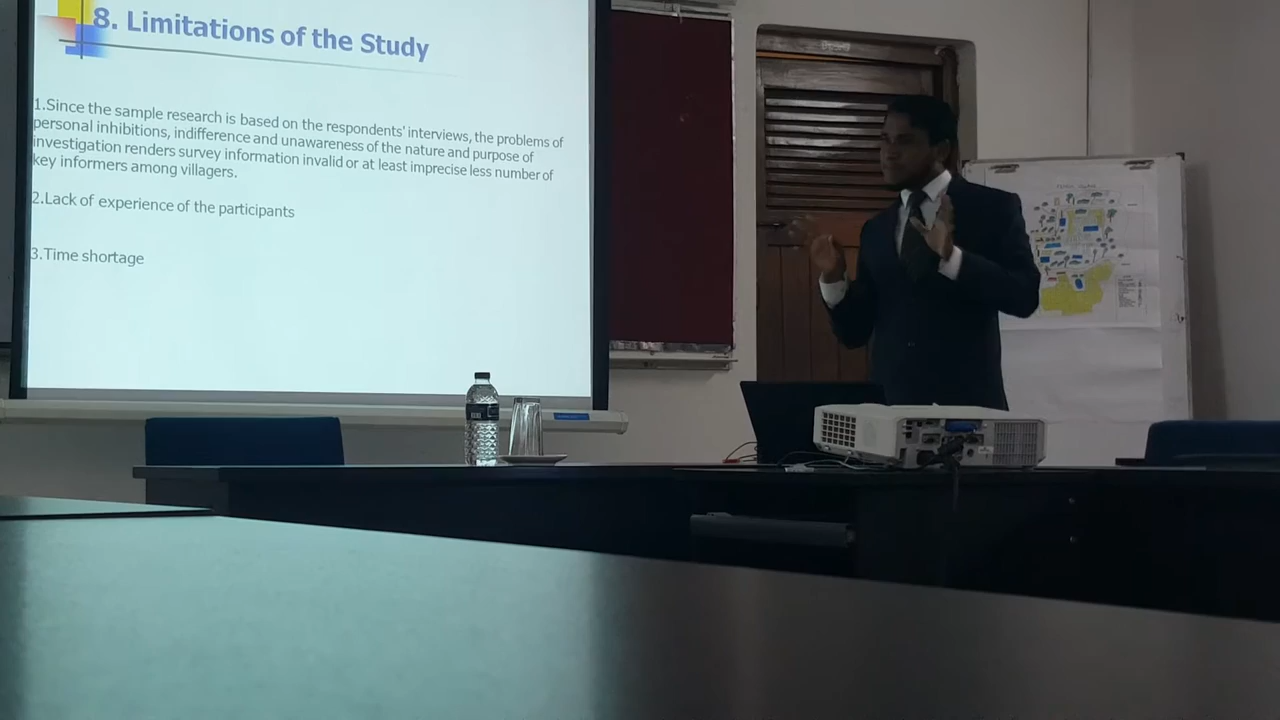 8. Limitations of the Study
1.Since the sample research is based on the respondents' interviews, the problems of
personal inhibitions, indifference and unawareness of the nature and purpose of
investigation renders survey information invalid or at least imprecise less number of
key informers among villagers.
2.Lack of experience of the participants
3.Time shortage